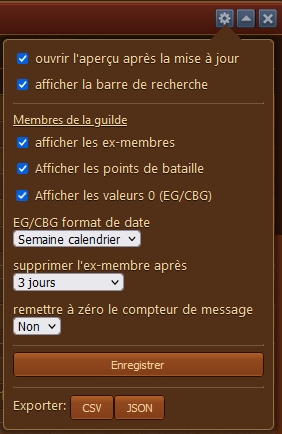 ouvrir l'aperçu après la mise à jour
afficher la barre de recherche
Membres de la guilde
afficher les ex-membres
Afficher les points de bataille
Afficher les valeurs 0 (EG/CBG)
EG/CBG format de date
Semaine calendrier
supprimer l'ex-membre après
3 jours
remettre à zéro le compteur de message
Non
Enregistrer
Exporter: CSV JSON